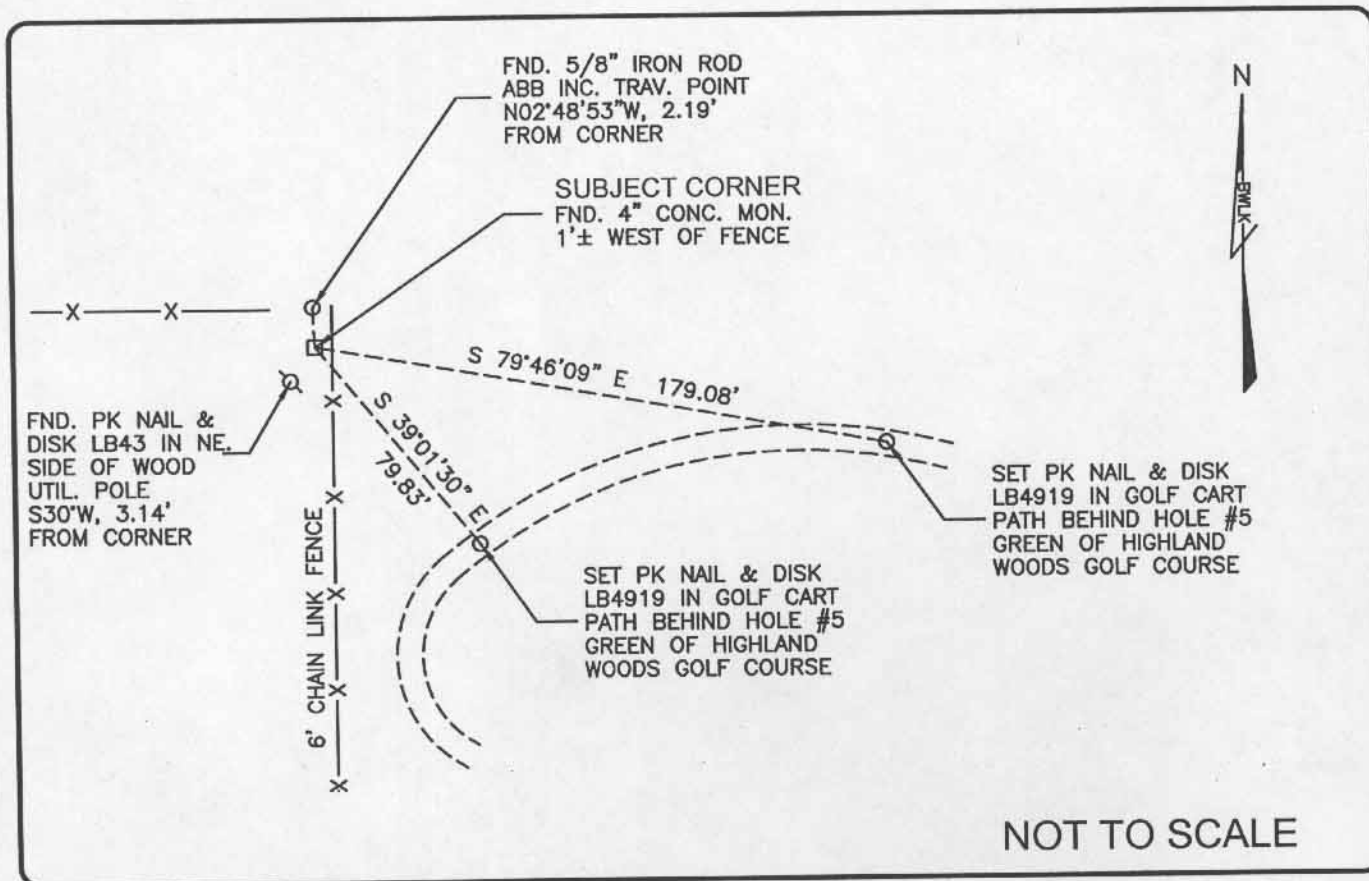 FND. 5/8" IRON ROD
ABB INC. TRAV. POINT
N02°48'53"W, 2.19'
FROM CORNER
N
BWLK
SUBJECT CORNER
FND. 4" CONC. MON.
1'± WEST OF FENCE
S 79°46'09" E 179.08'
S 39°01'30" E
79.83'
FND. PK NAIL &
DISK LB43 IN NE.
SIDE OF WOOD
UTIL. POLE
S30°W, 3.14'
FROM CORNER
6' CHAIN LINK FENCE
SET PK NAIL & DISK
LB4919 IN GOLF CART
PATH BEHIND HOLE #5
GREEN OF HIGHLAND
WOODS GOLF COURSE
SET PK NAIL & DISK
LB4919 IN GOLF CART
PATH BEHIND HOLE #5
GREEN OF HIGHLAND
WOODS GOLF COURSE
NOT TO SCALE